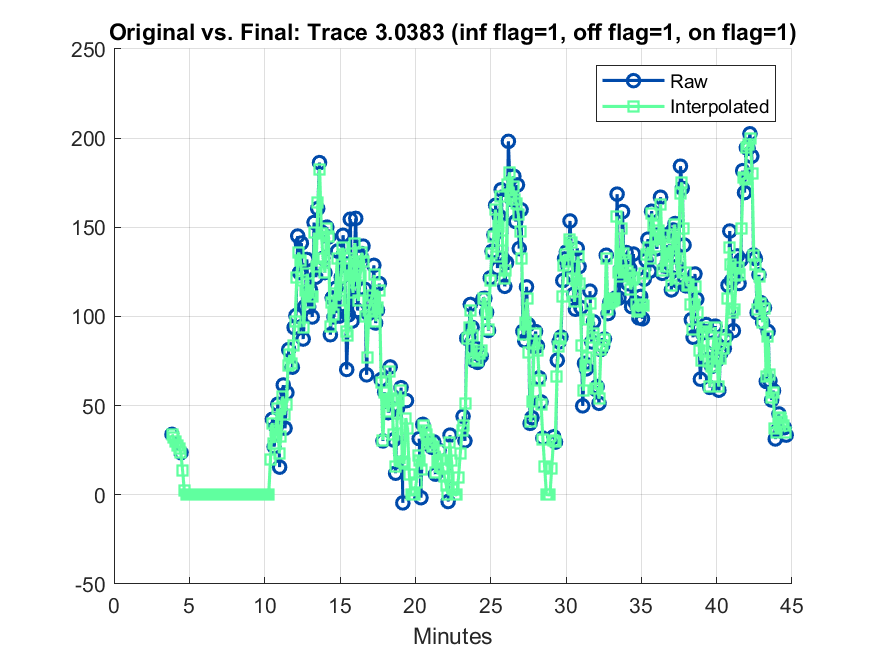 Original vs. Final: Trace 3.0383 (inf flag=1, off flag=1, on flag=1)
250
200
150
100
50
0
-50
0 5 10 15 20 25 30 35 40 45
Minutes
Raw
Interpolated